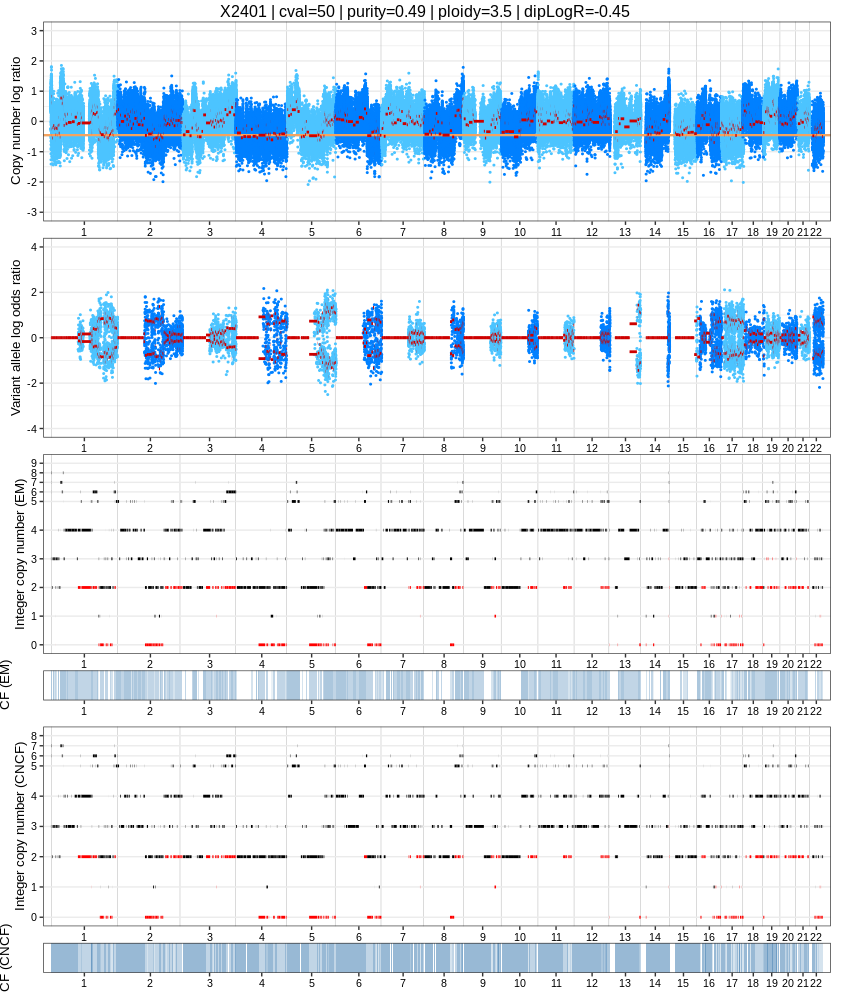 X2401 | cval=50 | purity=0.49 | ploidy=3.5 | dipLogR=-0.45
Copy number log ratio
3
2
1
0
-1
-2
-3
1 2 3 4 5 6 7 8 9 10 11 12 13 14 15 16 17 18 19 20 21 22
Variant allele log odds ratio
4
2
0
-2
-4
1 2 3 4 5 6 7 8 9 10 11 12 13 14 15 16 17 18 19 20 21 22
Integer copy number (EM)
9
8
7
6
5
4
3
2
1
0
1 2 3 4 5 6 7 8 9 10 11 12 13 14 15 16 17 18 19 20 21 22
CF (EM)
1 2 3 4 5 6 7 8 9 10 11 12 13 14 15 16 17 18 19 20 21 22
Integer copy number (CNCF)
8
7
6
5
4
3
2
1
0
1 2 3 4 5 6 7 8 9 10 11 12 13 14 15 16 17 18 19 20 21 22
CF (CNCF)
1 2 3 4 5 6 7 8 9 10 11 12 13 14 15 16 17 18 19 20 21 22